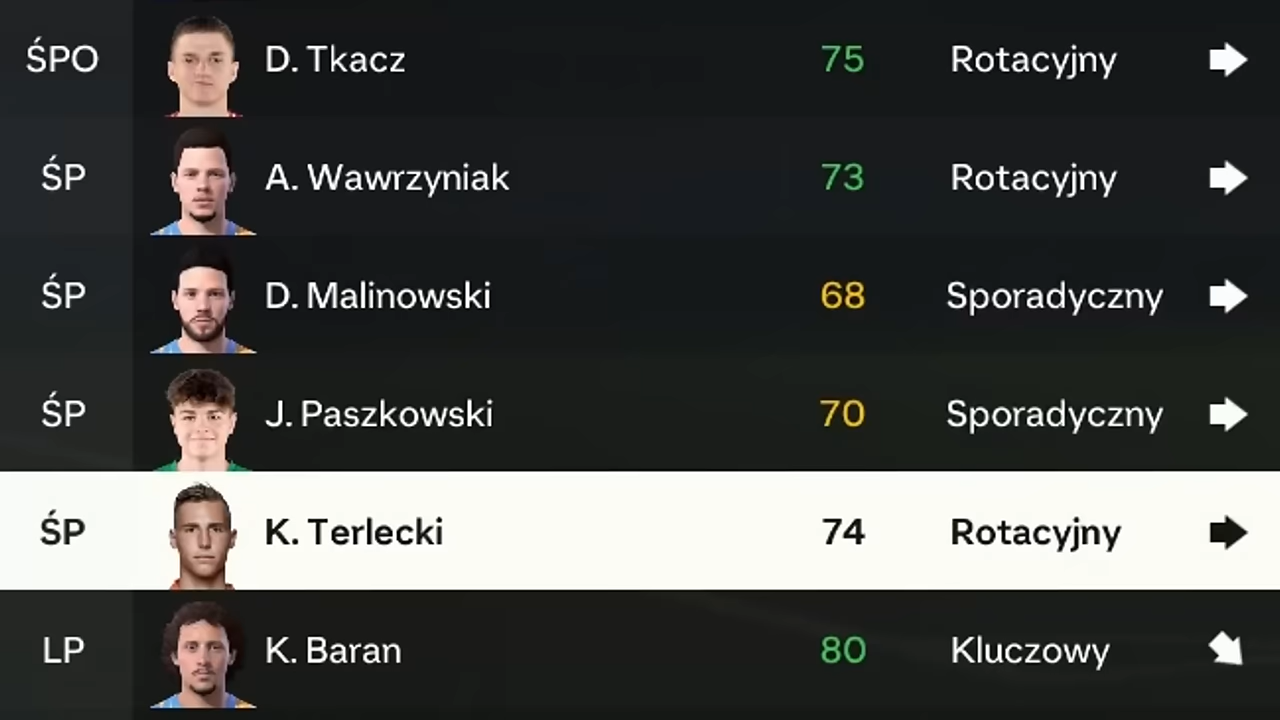 ŚPO D. Tkacz 75 Rotacyjny
ŚP A. Wawrzyniak 73 Rotacyjny
ŚP D. Malinowski 68 Sporadyczny
ŚP J. Paszkowski 70 Sporadyczny
ŚP K. Terlecki 74 Rotacyjny
LP K. Baran 80 Kluczowy